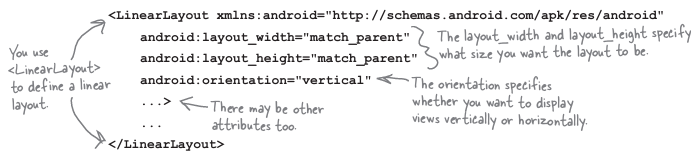 <LinearLayout xmlns:android="http://schemas.android.com/apk/res/android"
android:layout_width="match_parent"
android:layout_height="match_parent"
android:orientation="vertical"
...>
...
</LinearLayout>
You use
<LinearLayout>
to define a linear
layout.
The layout_width and layout_height specify
what size you want the layout to be.
The orientation specifies
whether you want to display
views vertically or horizontally.
There may be other
attributes too.